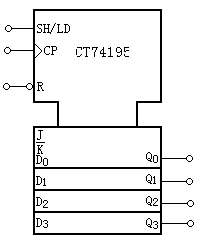 SH/LD
CP CT74195
R
J
K̅
D0 Q0
D1 Q1
D2 Q2
D3 Q3